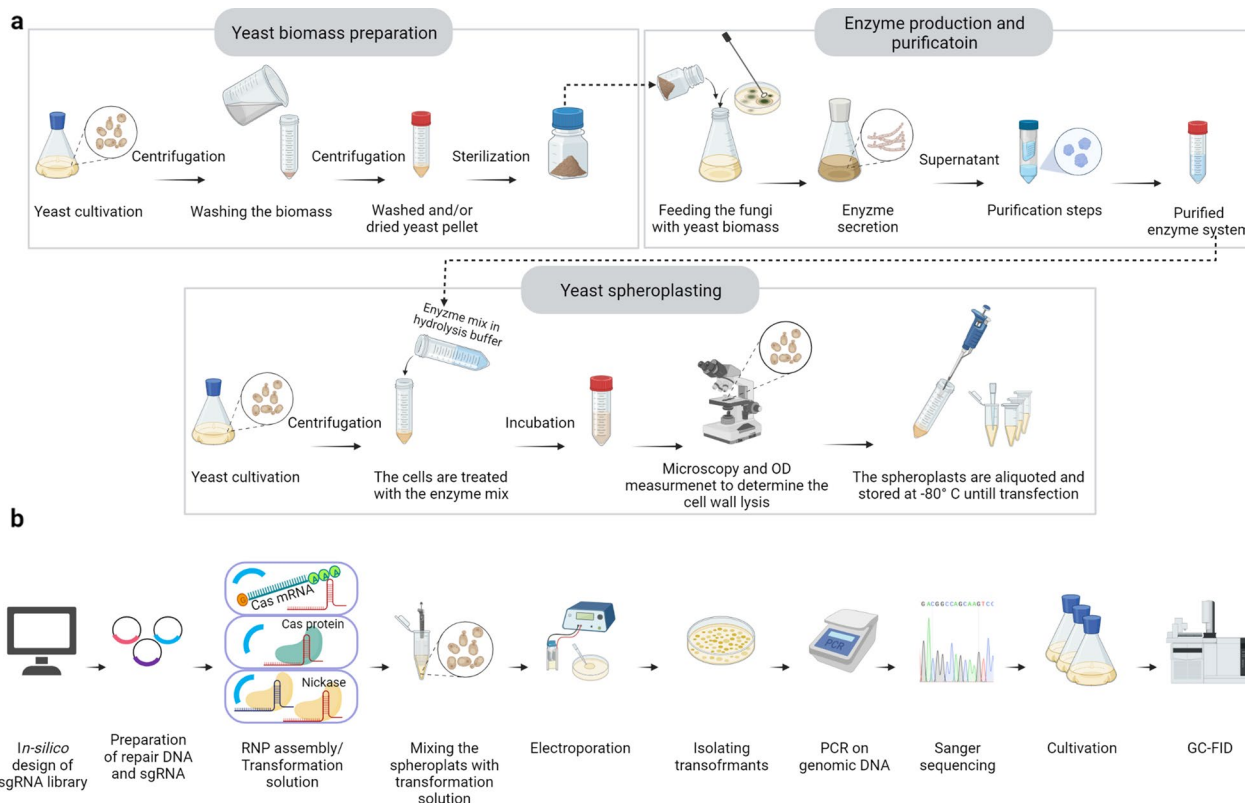 a
Yeast biomass preparation
Enzyme production and
purificatoin
Centrifugation
Centrifugation
Sterilization
Supernatant
Yeast cultivation
Washing the biomass
Washed and/or
dried yeast pellet
Feeding the fungi
with yeast biomass
Enyzme
secretion
Purification steps
Purified
enzyme system
Yeast spheroplasting
Enyzme mix in
hydrolysis buffer
Centrifugation
Incubation
Yeast cultivation
The cells are treated
with the enzyme mix
Microscopy and OD
measurmenet to determine the
cell wall lysis
The spheroplasts are aliquoted and
stored at -80° C untill transfection
b
G
A A A
Cas mRNA
Cas protein
Nickase
PCR
GACGGCCAGCAAGTCC
In-silico
design of
sgRNA library
Preparation
of repair DNA
and sgRNA
RNP assembly/
Transformation
solution
Mixing the
spheroplats with
transformation
solution
Electroporation
Isolating
transofrmants
PCR on
genomic DNA
Sanger
sequencing
Cultivation
GC-FID